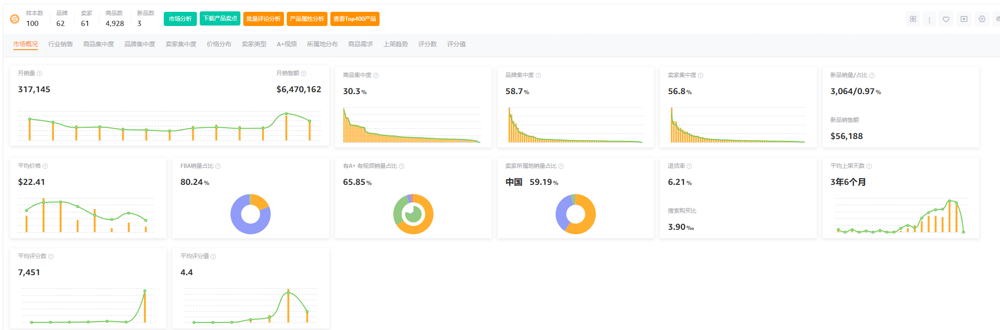 样本数 品牌 卖家 商品数 新品数
100 62 61 4,928 3
市场分析 下载产品卖点 批量评论分析 产品属性分析 查看Top400产品
市场概况 行业销售 商品集中度 品牌集中度 卖家集中度 价格分布 卖家类型 A+视频 所属地分布 商品需求 上架趋势 评分数 评分值
月销量 月销售额
317,145 $6,470,162
商品集中度
30.3%
品牌集中度
58.7%
卖家集中度
56.8%
新品销量/占比
3,064/0.97%
新品销售额
$56,188
平均价格
$22.41
FBA销量占比
80.24%
有A+ 有视频销量占比
65.85%
卖家所属地销量占比
中国 59.19%
退货率
6.21%
搜索购买比
3.90‰
平均上架天数
3年6个月
平均评分数
7,451
平均评分值
4.4